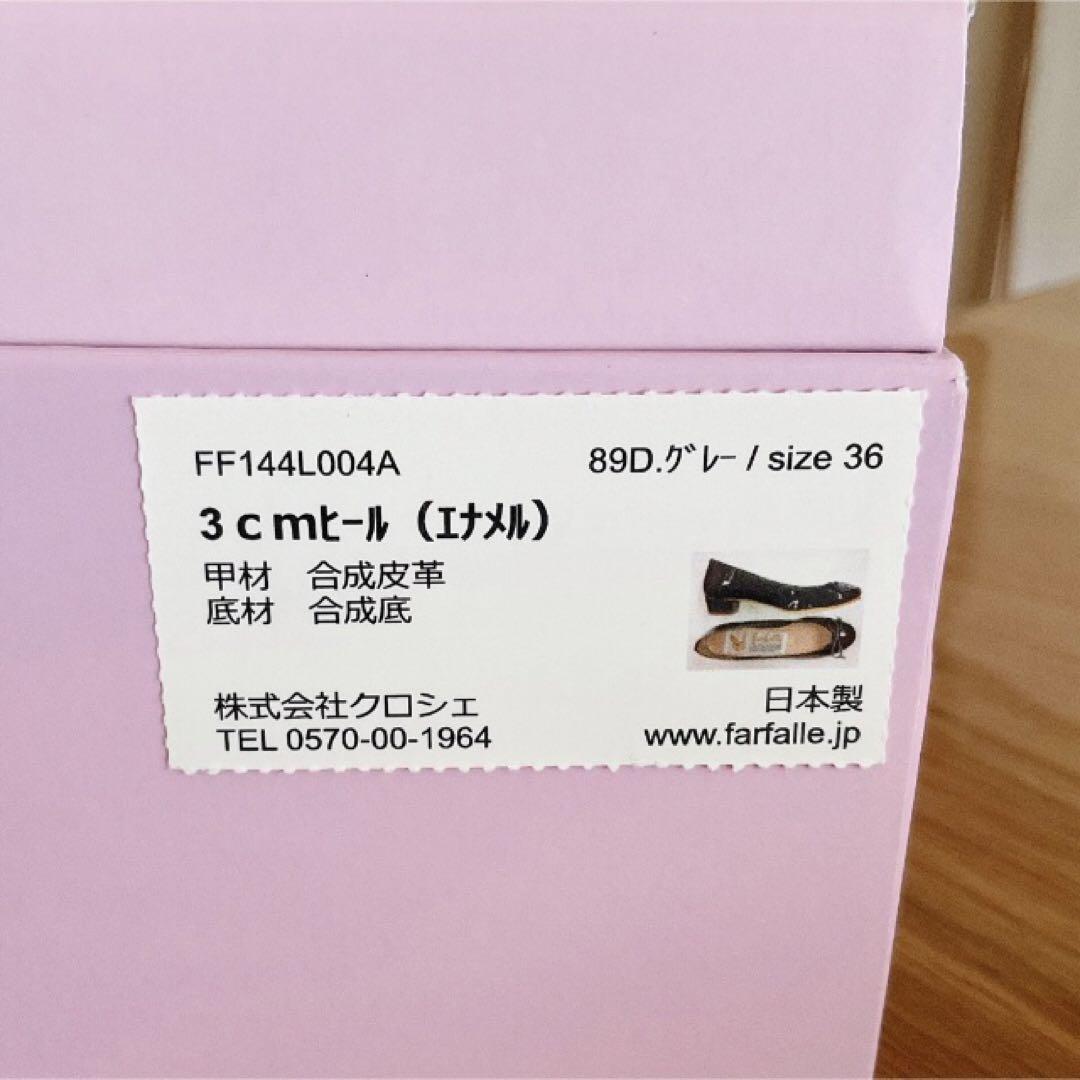 FF144L004A 89D.ｸﾞﾚｰ / size 36
3ｃｍﾋｰﾙ（ｴﾅﾒﾙ）
甲材　合成皮革
底材　合成底
株式会社クロシェ 日本製
TEL 0570-00-1964 www.farfalle.jp